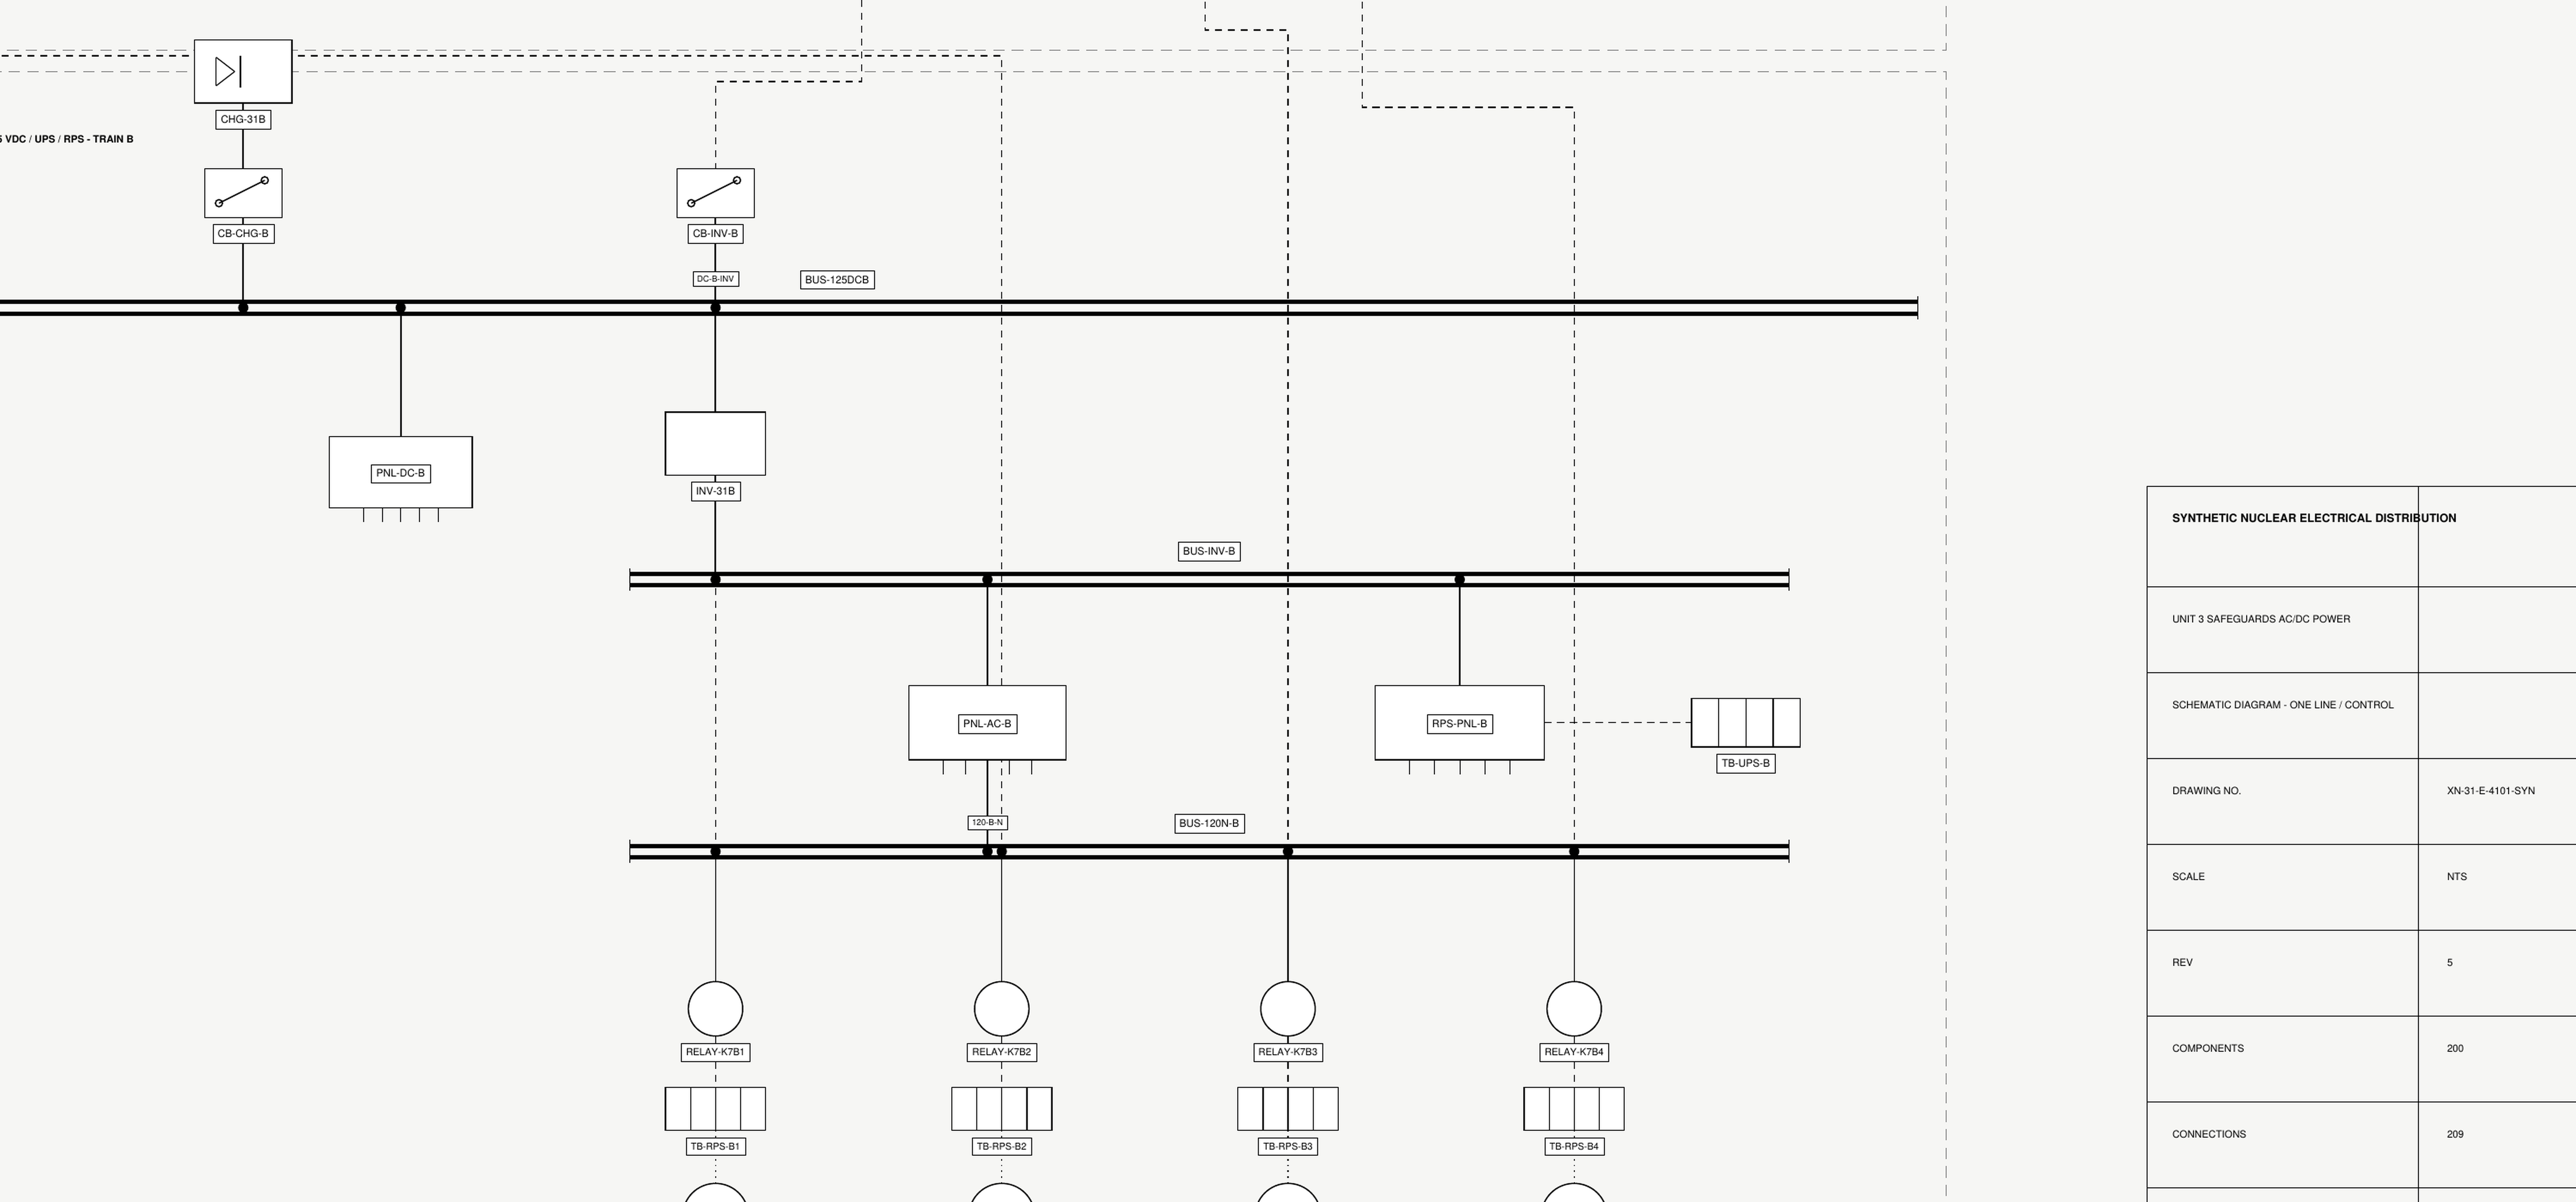 CHG-31B
5 VDC / UPS / RPS - TRAIN B
CB-CHG-B
CB-INV-B
DC-B-INV
BUS-125DCB
PNL-DC-B
INV-31B
BUS-INV-B
PNL-AC-B
RPS-PNL-B
TB-UPS-B
120-B-N
BUS-120N-B
RELAY-K7B1
RELAY-K7B2
RELAY-K7B3
RELAY-K7B4
TB-RPS-B1
TB-RPS-B2
TB-RPS-B3
TB-RPS-B4
SYNTHETIC NUCLEAR ELECTRICAL DISTRIBUTION
UNIT 3 SAFEGUARDS AC/DC POWER
SCHEMATIC DIAGRAM - ONE LINE / CONTROL
DRAWING NO. XN-31-E-4101-SYN
SCALE NTS
REV 5
COMPONENTS 200
CONNECTIONS 209